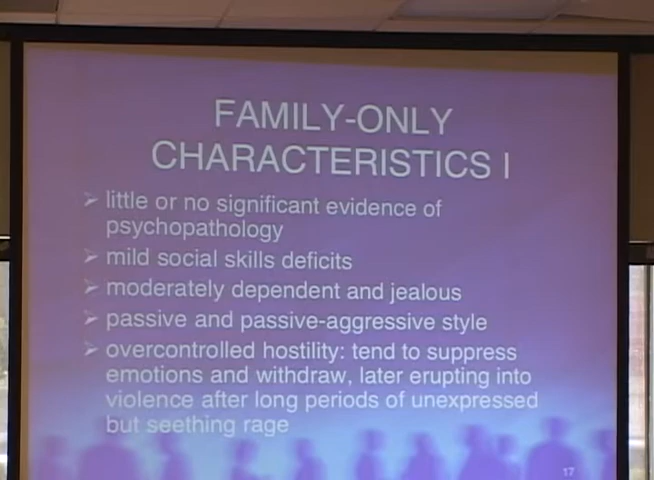 FAMILY-ONLY
CHARACTERISTICS I
➢ little or no significant evidence of
psychopathology
➢ mild social skills deficits
➢ moderately dependent and jealous
➢ passive and passive-aggressive style
➢ overcontrolled hostility: tend to suppress
emotions and withdraw, later erupting into
violence after long periods of unexpressed
but seething rage
17